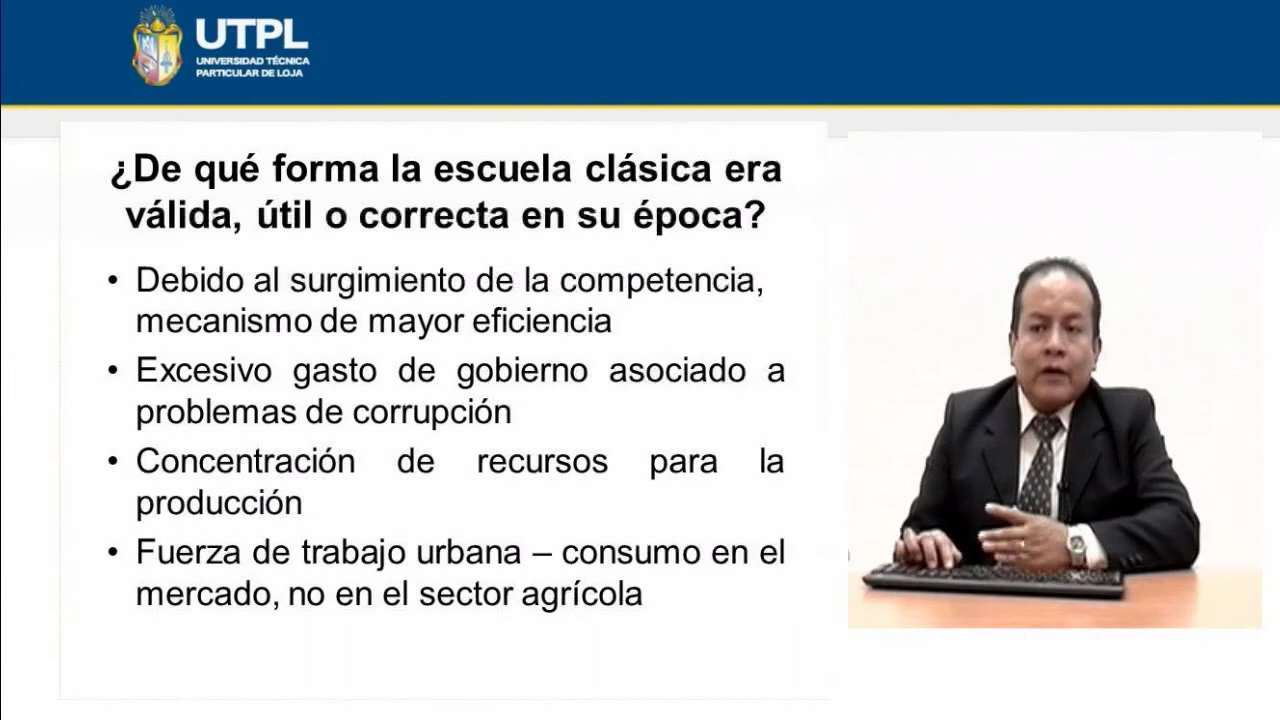 UTPL
UNIVERSIDAD TÉCNICA
PARTICULAR DE LOJA
¿De qué forma la escuela clásica era
válida, útil o correcta en su época?
• Debido al surgimiento de la competencia,
mecanismo de mayor eficiencia
• Excesivo gasto de gobierno asociado a
problemas de corrupción
• Concentración de recursos para la
producción
• Fuerza de trabajo urbana – consumo en el
mercado, no en el sector agrícola